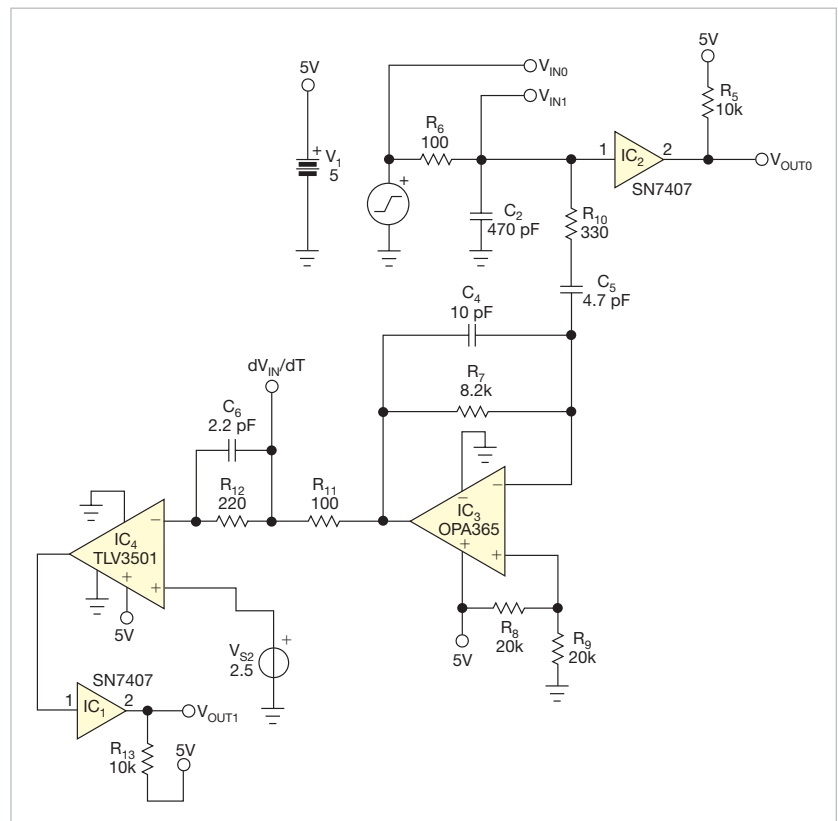 5V
V1
+
5
VIN0
VIN1
R6
100
+
C2
470 pF
1
IC2
2
SN7407
5V
R5
10k
VOUT0
R10
330
C5
4.7 pF
C4
10 pF
R7
8.2k
dVIN/dT
C6
2.2 pF
R12
220
R11
100
−
−
IC3
OPA365
+
+
5V
R8
20k
R9
20k
−
IC4
TLV3501
+
+
5V
VS2
2.5
+
SN7407
1
IC1
2
VOUT1
R13
10k
5V